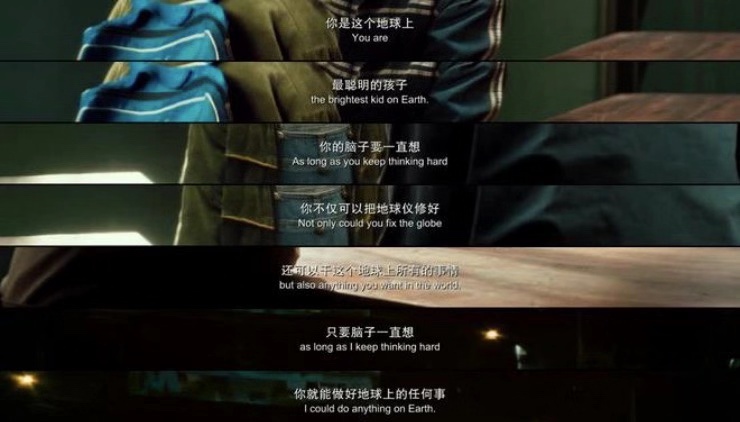 你是这个地球上
You are
最聪明的孩子
the brightest kid on Earth.
你的脑子要一直想
As long as you keep thinking hard
你不仅可以把地球仪修好
Not only could you fix the globe
还可以干这个地球上所有的事情
but also anything you want in the world.
只要脑子一直想
as long as I keep thinking hard
你就能做好地球上的任何事
I could do anything on Earth.